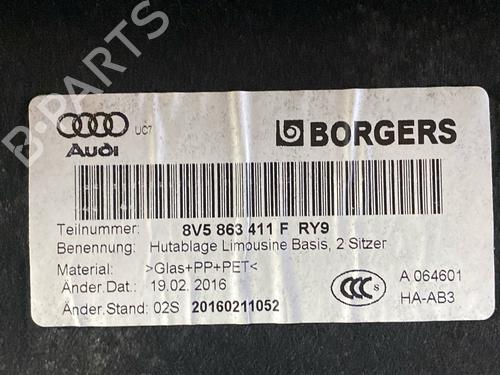 Audi
UC7
BORGERS
Teilnummer: 8V5 863 411 F RY9
Benennung: Hutablage Limousine Basis, 2 Sitzer
Material: >Glas+PP+PET<
Änder.Dat.: 19.02. 2016
Änder.Stand: 02S 20160211052
CCC S
A 064601
HA-AB3
B-PARTS